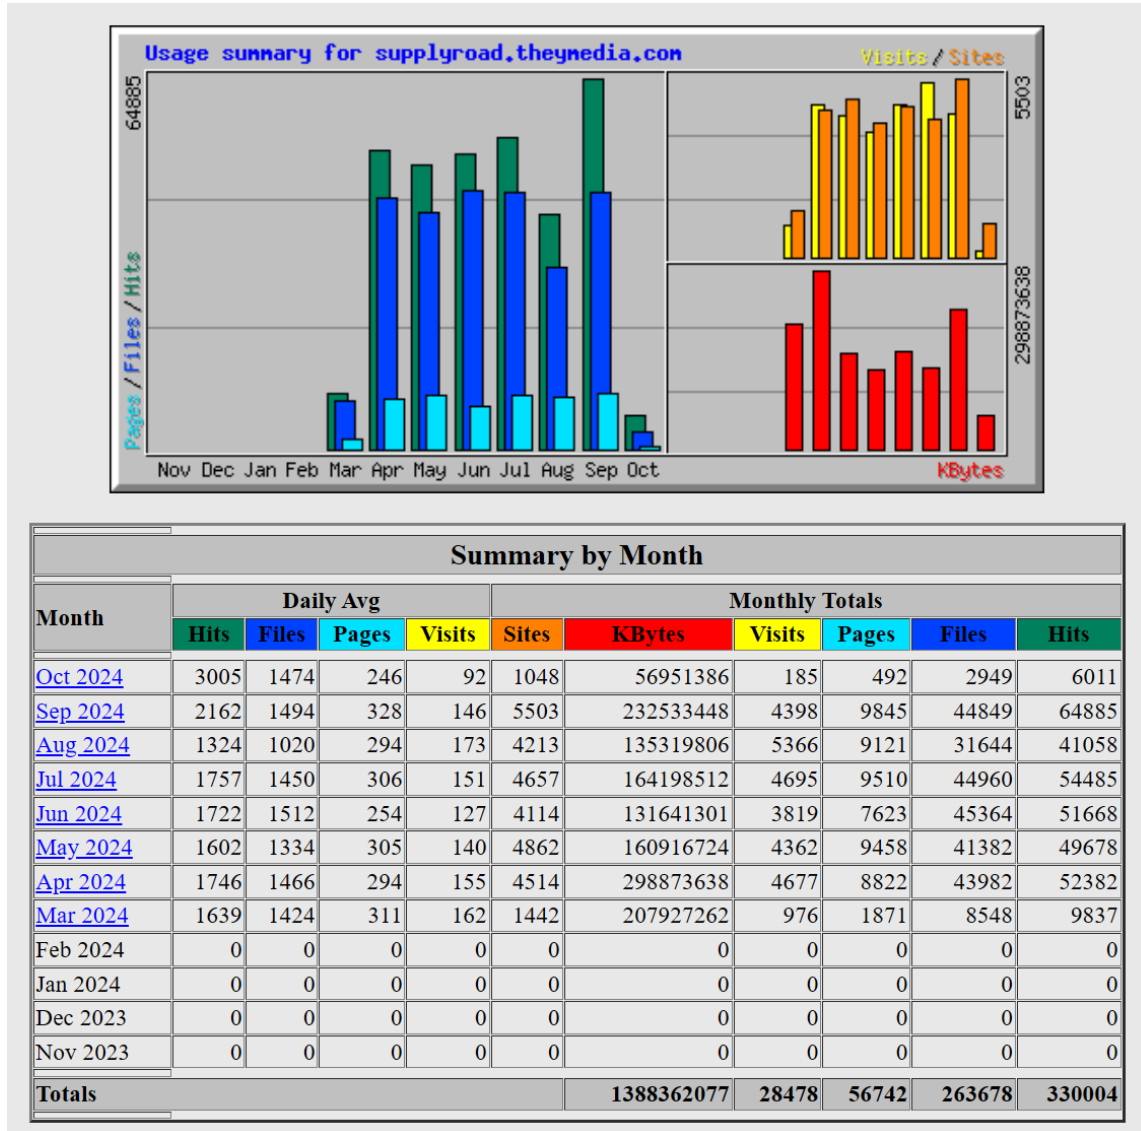 Usage summary for supplyroad.theymedia.com
Visits / Sites
64885
5503
Pages / Files / Hits
298873638
Nov Dec Jan Feb Mar Apr May Jun Jul Aug Sep Oct
KBytes
Summary by Month
Month Daily Avg Monthly Totals
Hits Files Pages Visits Sites KBytes Visits Pages Files Hits
Oct 2024 3005 1474 246 92 1048 56951386 185 492 2949 6011
Sep 2024 2162 1494 328 146 5503 232533448 4398 9845 44849 64885
Aug 2024 1324 1020 294 173 4213 135319806 5366 9121 31644 41058
Jul 2024 1757 1450 306 151 4657 164198512 4695 9510 44960 54485
Jun 2024 1722 1512 254 127 4114 131641301 3819 7623 45364 51668
May 2024 1602 1334 305 140 4862 160916724 4362 9458 41382 49678
Apr 2024 1746 1466 294 155 4514 298873638 4677 8822 43982 52382
Mar 2024 1639 1424 311 162 1442 207927262 976 1871 8548 9837
Feb 2024 0 0 0 0 0 0 0 0 0 0
Jan 2024 0 0 0 0 0 0 0 0 0 0
Dec 2023 0 0 0 0 0 0 0 0 0 0
Nov 2023 0 0 0 0 0 0 0 0 0 0
Totals 1388362077 28478 56742 263678 330004